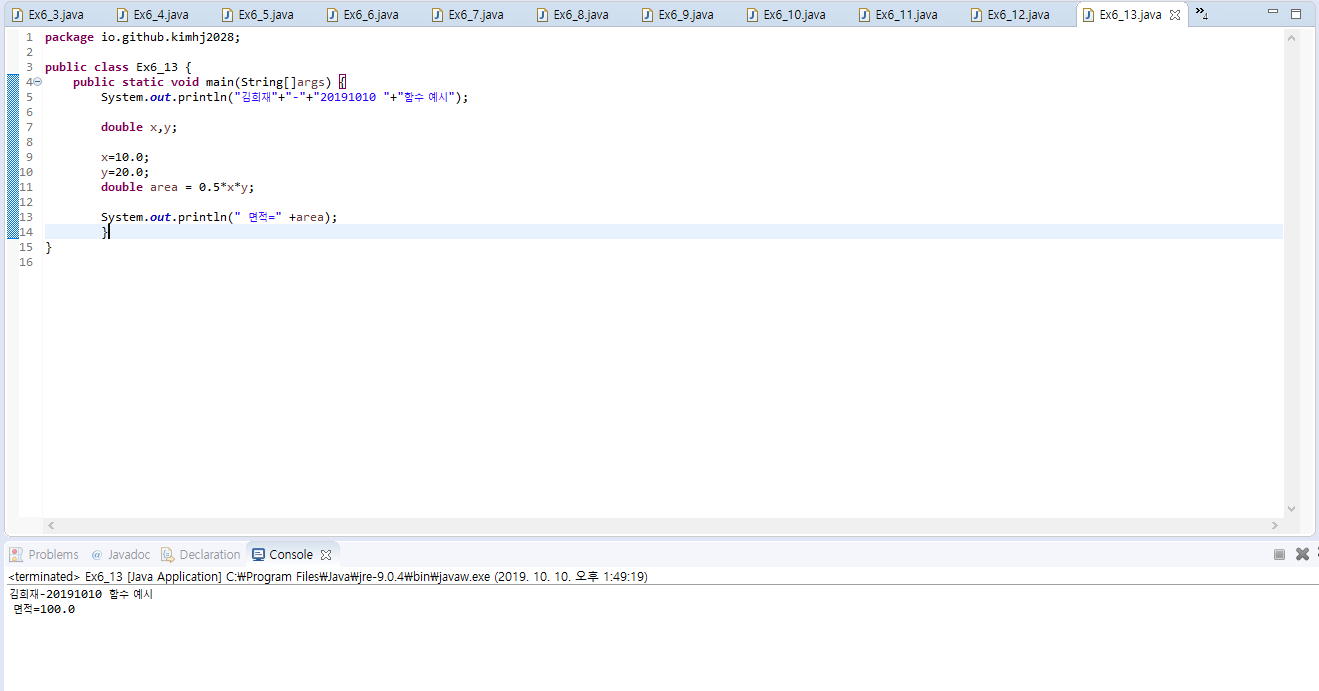 Ex6_3.java Ex6_4.java Ex6_5.java Ex6_6.java Ex6_7.java Ex6_8.java Ex6_9.java Ex6_10.java Ex6_11.java Ex6_12.java Ex6_13.java »4
1 package io.github.kimhj2028;
2
3 public class Ex6_13 {
4 public static void main(String[]args) {
5 System.out.println("김희재"+"-"+"20191010 "+"함수 예시");
6
7 double x,y;
8
9 x=10.0;
10 y=20.0;
11 double area = 0.5*x*y;
12
13 System.out.println(" 면적=" +area);
14 }
15 }
16
Problems @ Javadoc Declaration Console
<terminated> Ex6_13 [Java Application] C:₩Program Files₩Java₩jre-9.0.4₩bin₩javaw.exe (2019. 10. 10. 오후 1:49:19)
김희재-20191010 함수 예시
면적=100.0